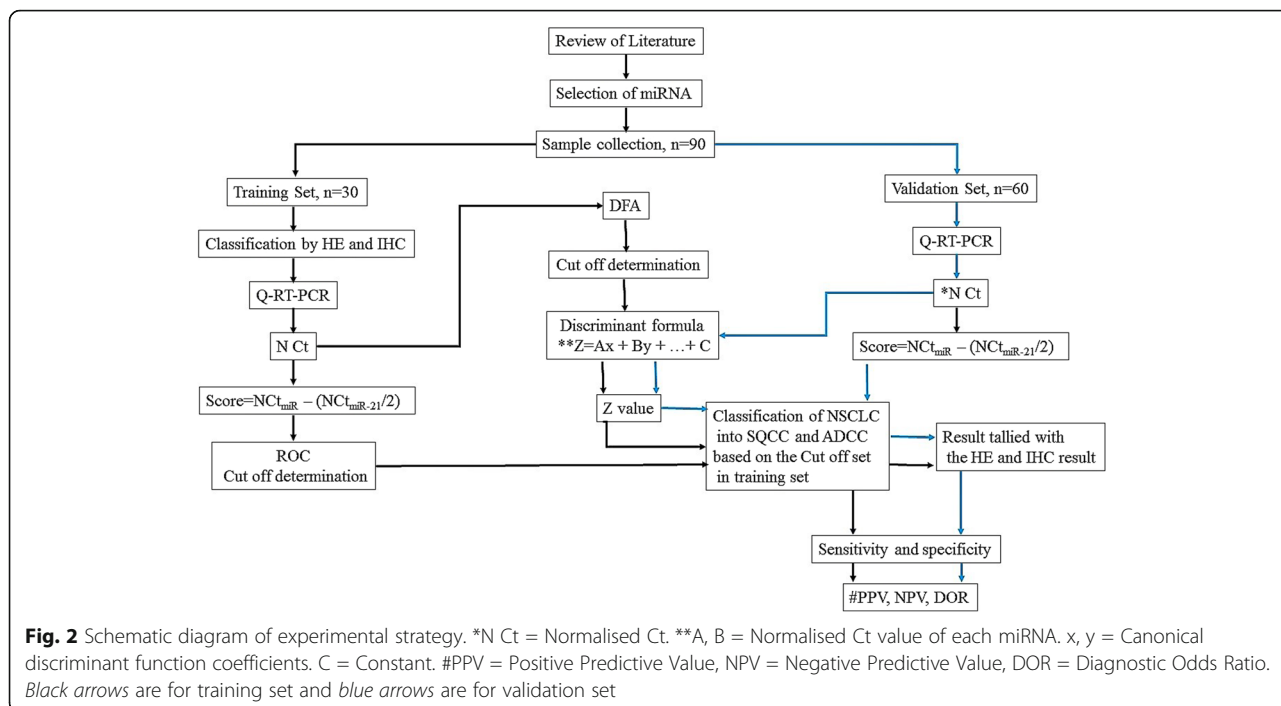 Review of Literature
Selection of miRNA
Sample collection, n=90
Training Set, n=30
Classification by HE and IHC
Q-RT-PCR
N Ct
Score=NCtmiR – (NCtmiR-21/2)
ROC
Cut off determination
DFA
Cut off determination
Discriminant formula
**Z=Ax + By + ...+ C
Z value
Validation Set, n=60
Q-RT-PCR
*N Ct
Score=NCtmiR – (NCtmiR-21/2)
Classification of NSCLC
into SQCC and ADCC
based on the Cut off set
in training set
Result tallied with
the HE and IHC result
Sensitivity and specificity
#PPV, NPV, DOR
Fig. 2 Schematic diagram of experimental strategy. *N Ct = Normalised Ct. **A, B = Normalised Ct value of each miRNA. x, y = Canonical
discriminant function coefficients. C = Constant. #PPV = Positive Predictive Value, NPV = Negative Predictive Value, DOR = Diagnostic Odds Ratio.
Black arrows are for training set and blue arrows are for validation set